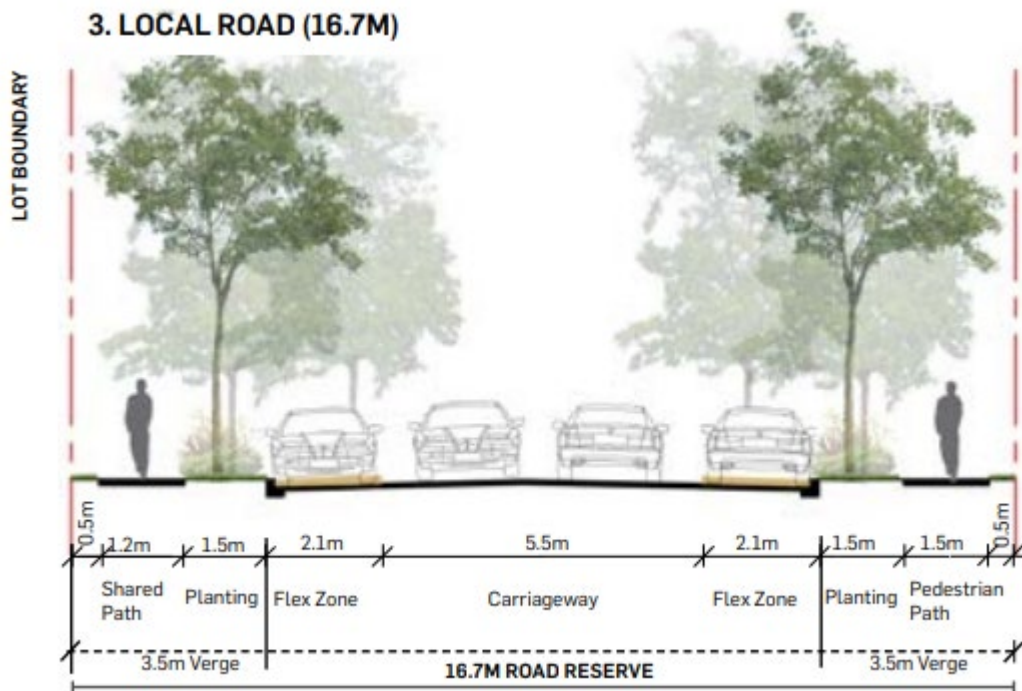 3. LOCAL ROAD (16.7M)
LOT BOUNDARY
0.5m
1.2m
1.5m
2.1m
5.5m
2.1m
1.5m
1.5m
0.5m
Shared
Path
Planting
Flex Zone
Carriageway
Flex Zone
Planting
Pedestrian
Path
3.5m Verge
16.7M ROAD RESERVE
3.5m Verge